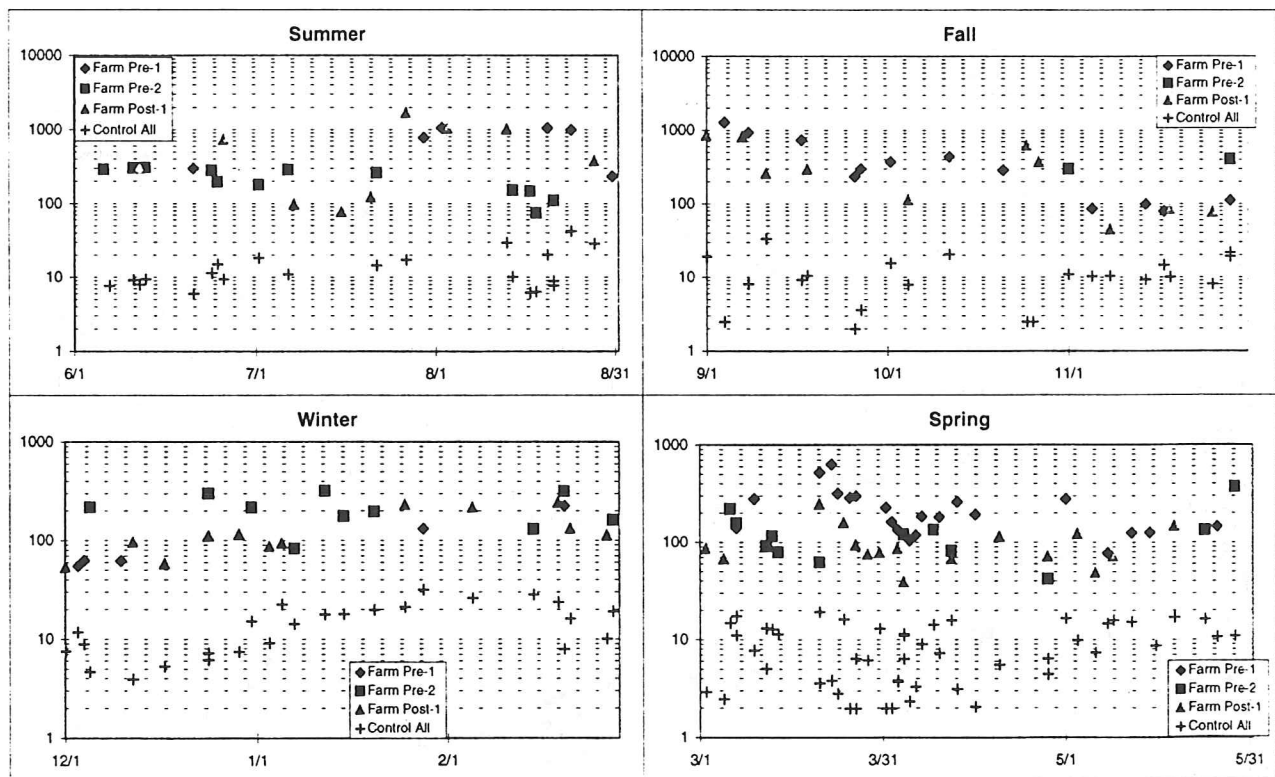 Summer
10000
1000
100
10
1
Farm Pre-1
Farm Pre-2
Farm Post-1
Control All
6/1 7/1 8/1 8/31
Fall
10000
1000
100
10
1
Farm Pre-1
Farm Pre-2
Farm Post-1
Control All
9/1 10/1 11/1
Winter
1000
100
10
1
Farm Pre-1
Farm Pre-2
Farm Post-1
Control All
12/1 1/1 2/1
Spring
1000
100
10
1
Farm Pre-1
Farm Pre-2
Farm Post-1
Control All
3/1 3/31 5/1 5/31